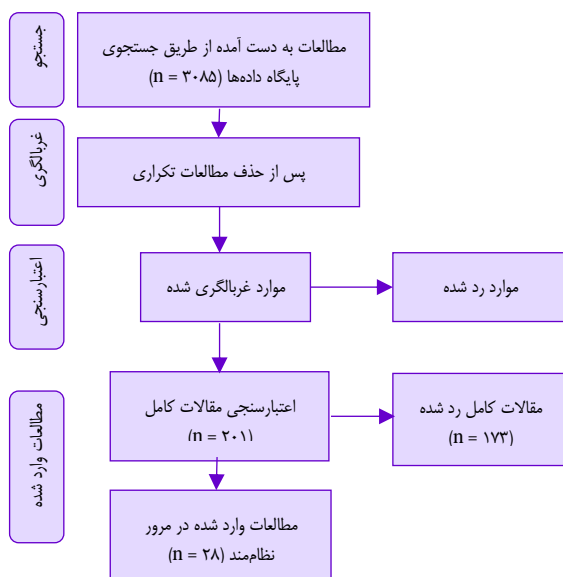 جستجو
مطالعات به دست آمده از طریق جستجوی
پایگاه داده‌ها (n = ۳۰۸۵)
غربالگری
پس از حذف مطالعات تکراری
اعتبارسنجی
موارد غربالگری شده
موارد رد شده
مطالعات وارد شده
اعتبارسنجی مقالات کامل
(n = ۲۰۱)
مقالات کامل رد شده
(n = ۱۷۳)
مطالعات وارد شده در مرور
نظام‌مند (n = ۲۸)